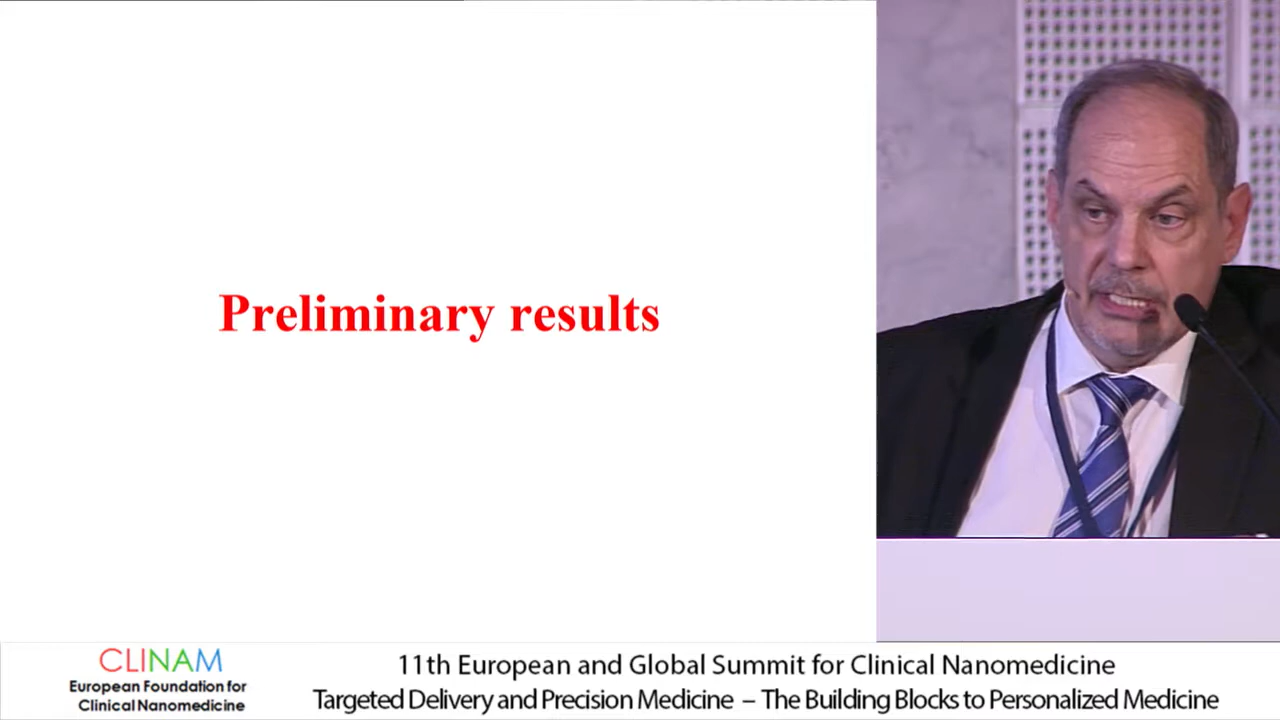 Preliminary results
CLINAM
European Foundation for
Clinical Nanomedicine
11th European and Global Summit for Clinical Nanomedicine
Targeted Delivery and Precision Medicine – The Building Blocks to Personalized Medicine